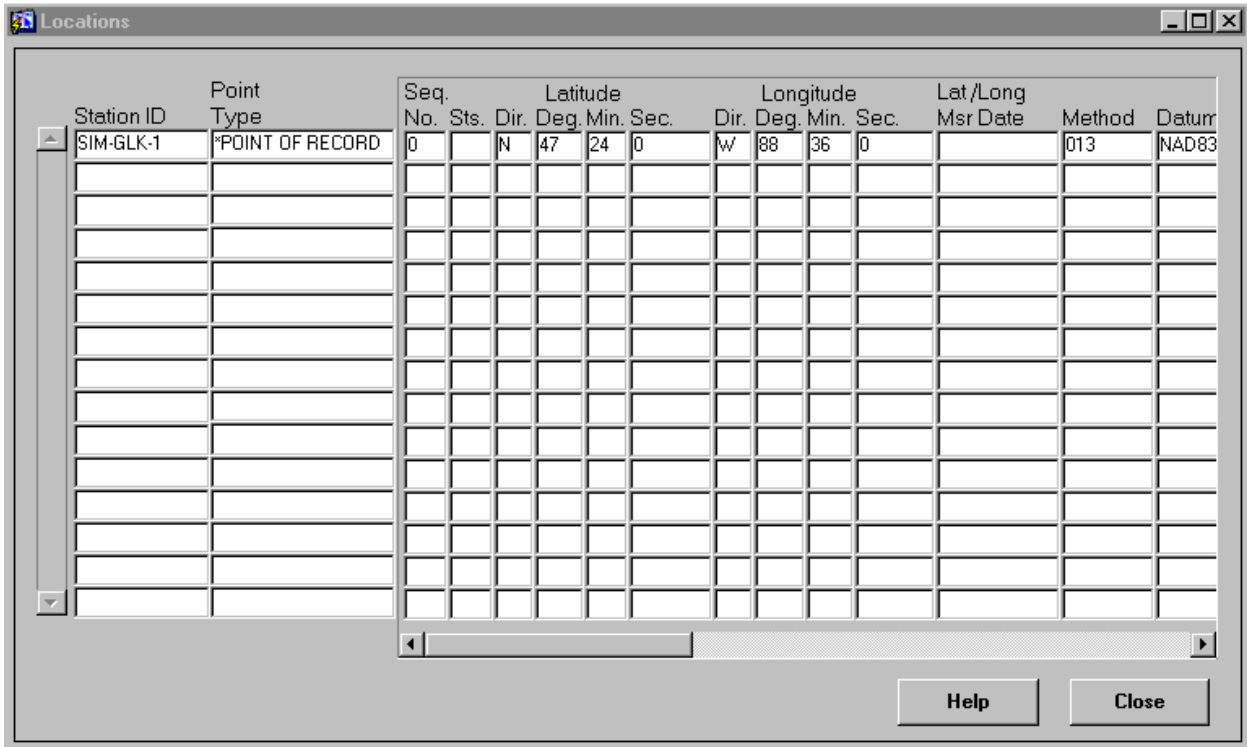 Locations
Point Seq. Latitude Longitude Lat/Long
Station ID Type No. Sts. Dir. Deg. Min. Sec. Dir. Deg. Min. Sec. Msr Date Method Datum
SIM-GLK-1 *POINT OF RECORD 0 N 47 24 0 W 88 36 0 013 NAD83
Help Close